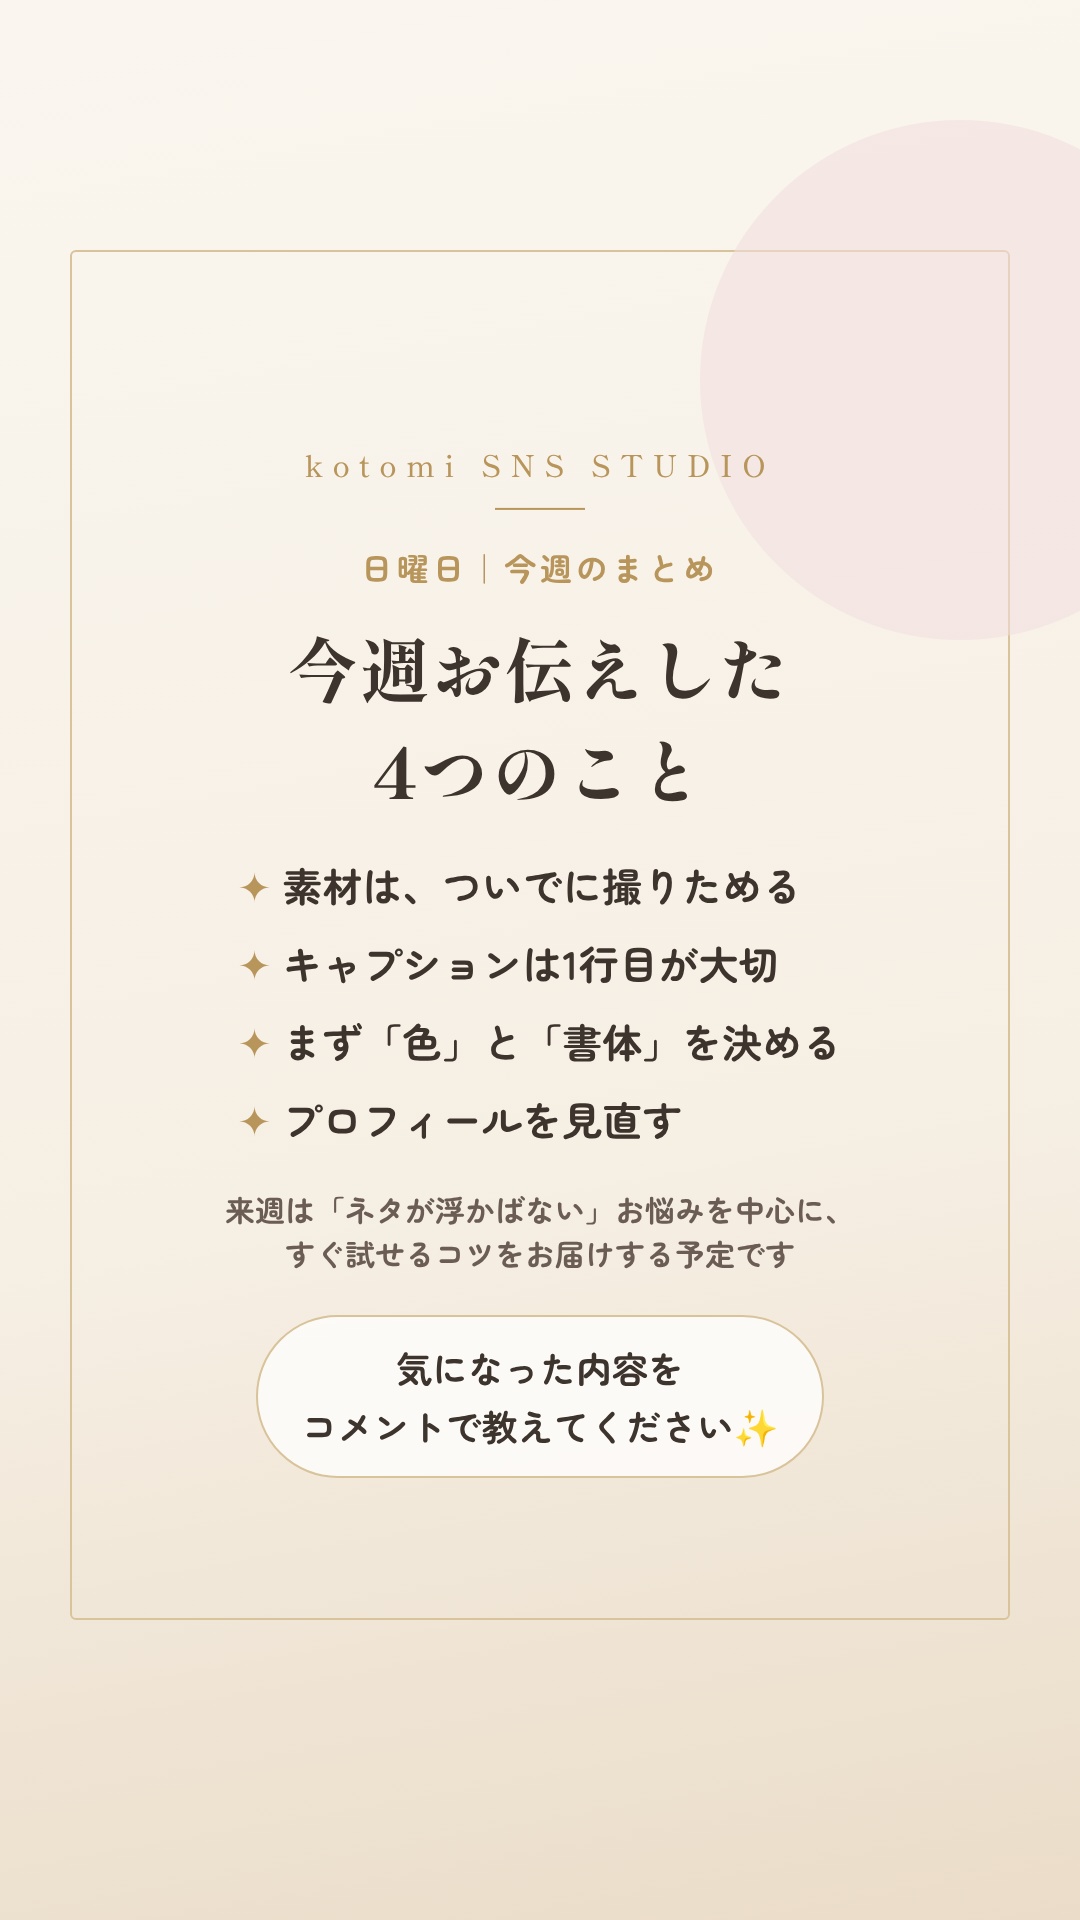 kotomi SNS STUDIO
日曜日｜今週のまとめ
今週お伝えした
4つのこと
✦ 素材は、ついでに撮りためる
✦ キャプションは1行目が大切
✦ まず「色」と「書体」を決める
✦ プロフィールを見直す
来週は「ネタが浮かばない」お悩みを中心に、
すぐ試せるコツをお届けする予定です
気になった内容を
コメントで教えてください✨